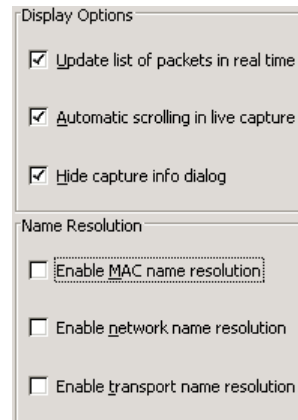 Display Options
Update list of packets in real time
Automatic scrolling in live capture
Hide capture info dialog
Name Resolution
Enable MAC name resolution
Enable network name resolution
Enable transport name resolution